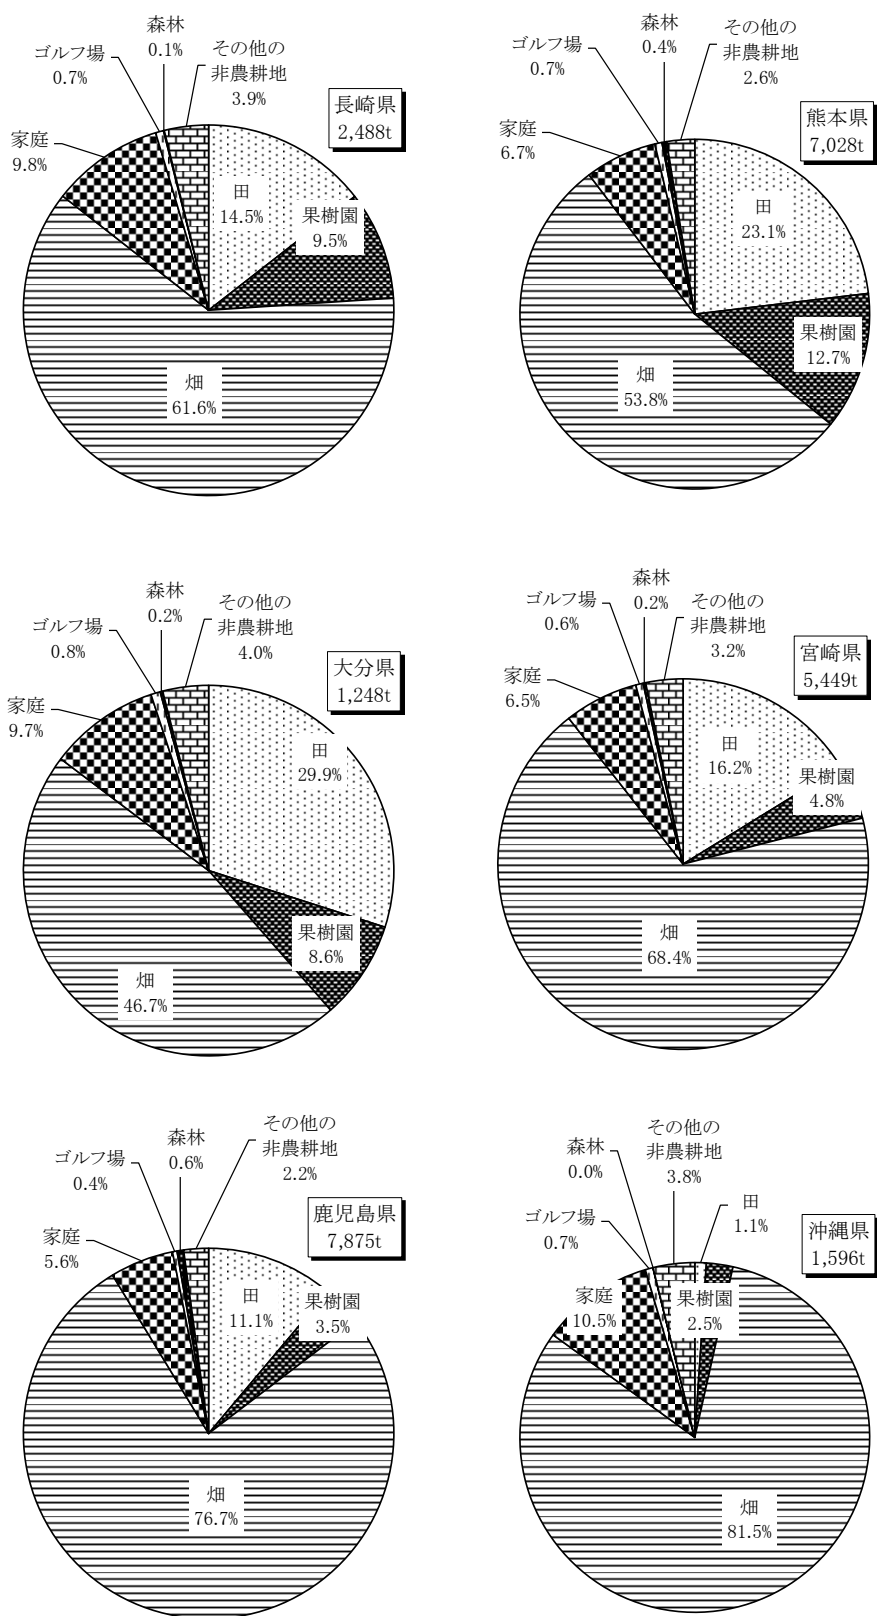 長崎県
2,488t
田
14.5%
果樹園
9.5%
畑
61.6%
家庭
9.8%
ゴルフ場
0.7%
森林
0.1%
その他の
非農耕地
3.9%
熊本県
7,028t
田
23.1%
果樹園
12.7%
畑
53.8%
家庭
6.7%
ゴルフ場
0.7%
森林
0.4%
その他の
非農耕地
2.6%
大分県
1,248t
田
29.9%
果樹園
8.6%
畑
46.7%
家庭
9.7%
ゴルフ場
0.8%
森林
0.2%
その他の
非農耕地
4.0%
宮崎県
5,449t
田
16.2%
果樹園
4.8%
畑
68.4%
家庭
6.5%
ゴルフ場
0.6%
森林
0.2%
その他の
非農耕地
3.2%
鹿児島県
7,875t
田
11.1%
果樹園
3.5%
畑
76.7%
家庭
5.6%
ゴルフ場
0.4%
森林
0.6%
その他の
非農耕地
2.2%
沖縄県
1,596t
田
1.1%
果樹園
2.5%
畑
81.5%
家庭
10.5%
ゴルフ場
0.7%
森林
0.0%
その他の
非農耕地
3.8%